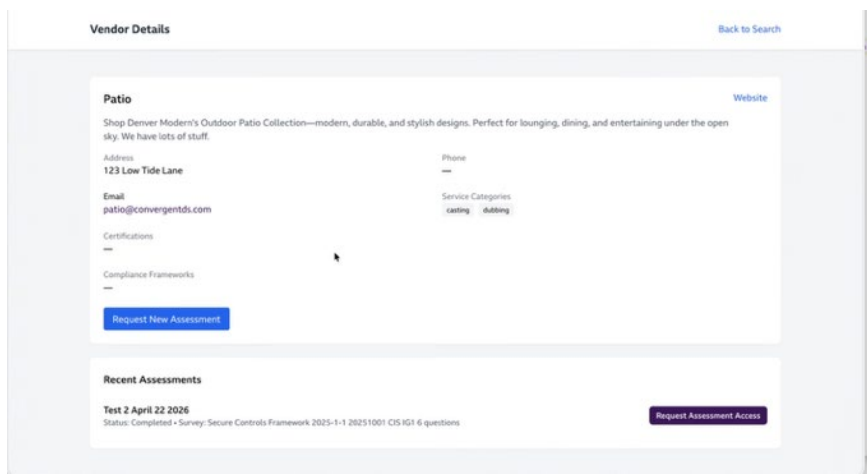 Vendor Details
Back to Search
Patio
Website
Shop Denver Modern's Outdoor Patio Collection—modern, durable, and stylish designs. Perfect for lounging, dining, and entertaining under the open
sky. We have lots of stuff.
Address
Phone
123 Low Tide Lane
—
Email
Service Categories
patio@convergentds.com
casting dubbing
Certifications
—
Compliance Frameworks
—
Request New Assessment
Recent Assessments
Test 2 April 22 2026
Status: Completed • Survey: Secure Controls Framework 2025-1-1 20251001 CIS IG1 6 questions
Request Assessment Access